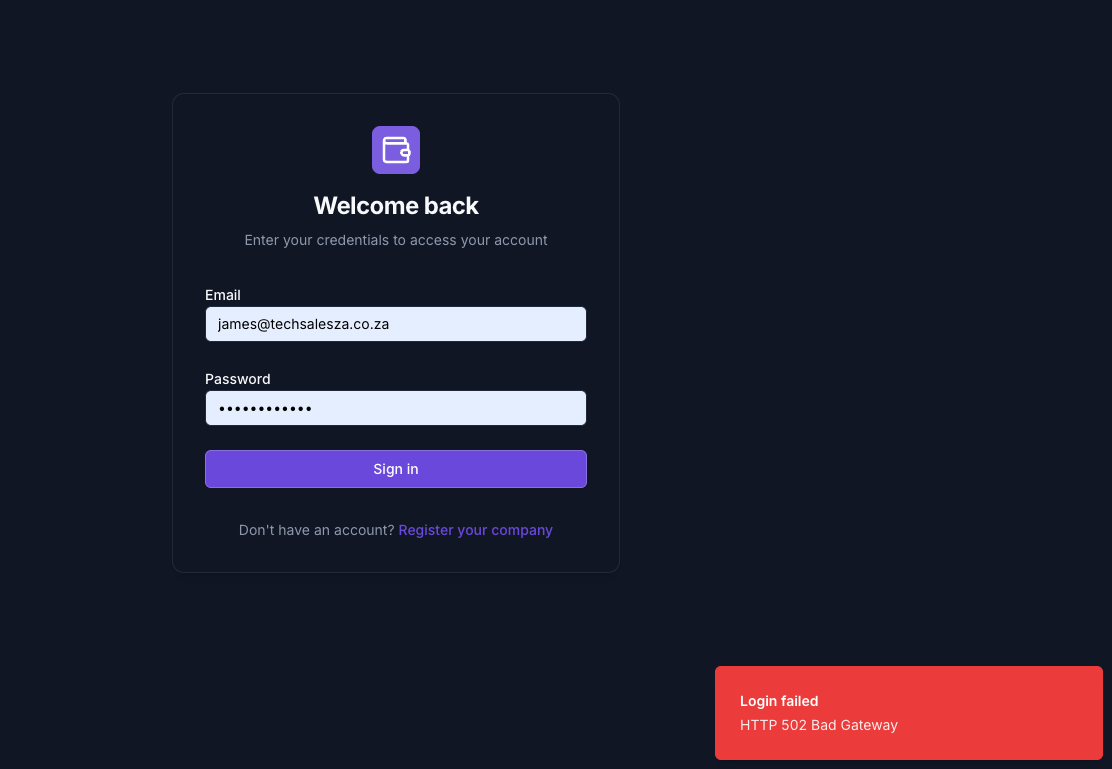 Welcome back
Enter your credentials to access your account
Email
james@techsalesza.co.za
Password
••••••••••••
Sign in
Don't have an account? Register your company
Login failed
HTTP 502 Bad Gateway